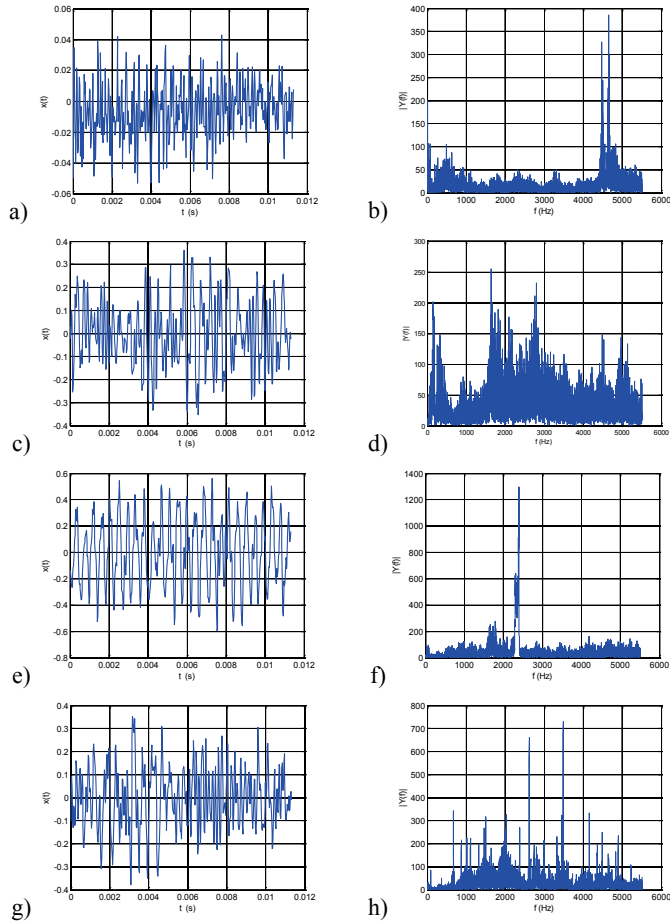 0.06
0.04
0.02
0
-0.02
-0.04
-0.06
x(t)
0 0.002 0.004 0.006 0.008 0.01 0.012
t (s)
a)
400
350
300
250
200
150
100
50
0
|Y(f)|
0 1000 2000 3000 4000 5000 6000
f (Hz)
b)
0.4
0.3
0.2
0.1
0
-0.1
-0.2
-0.3
-0.4
x(t)
0 0.002 0.004 0.006 0.008 0.01 0.012
t (s)
c)
300
250
200
150
100
50
0
|Y(f)|
0 1000 2000 3000 4000 5000 6000
f (Hz)
d)
0.6
0.4
0.2
0
-0.2
-0.4
-0.6
-0.8
x(t)
0 0.002 0.004 0.006 0.008 0.01 0.012
t (s)
e)
1400
1200
1000
800
600
400
200
0
|Y(f)|
0 1000 2000 3000 4000 5000 6000
f (Hz)
f)
0.4
0.3
0.2
0.1
0
-0.1
-0.2
-0.3
-0.4
x(t)
0 0.002 0.004 0.006 0.008 0.01 0.012
t (s)
g)
800
700
600
500
400
300
200
100
0
|Y(f)|
0 1000 2000 3000 4000 5000 6000
f (Hz)
h)